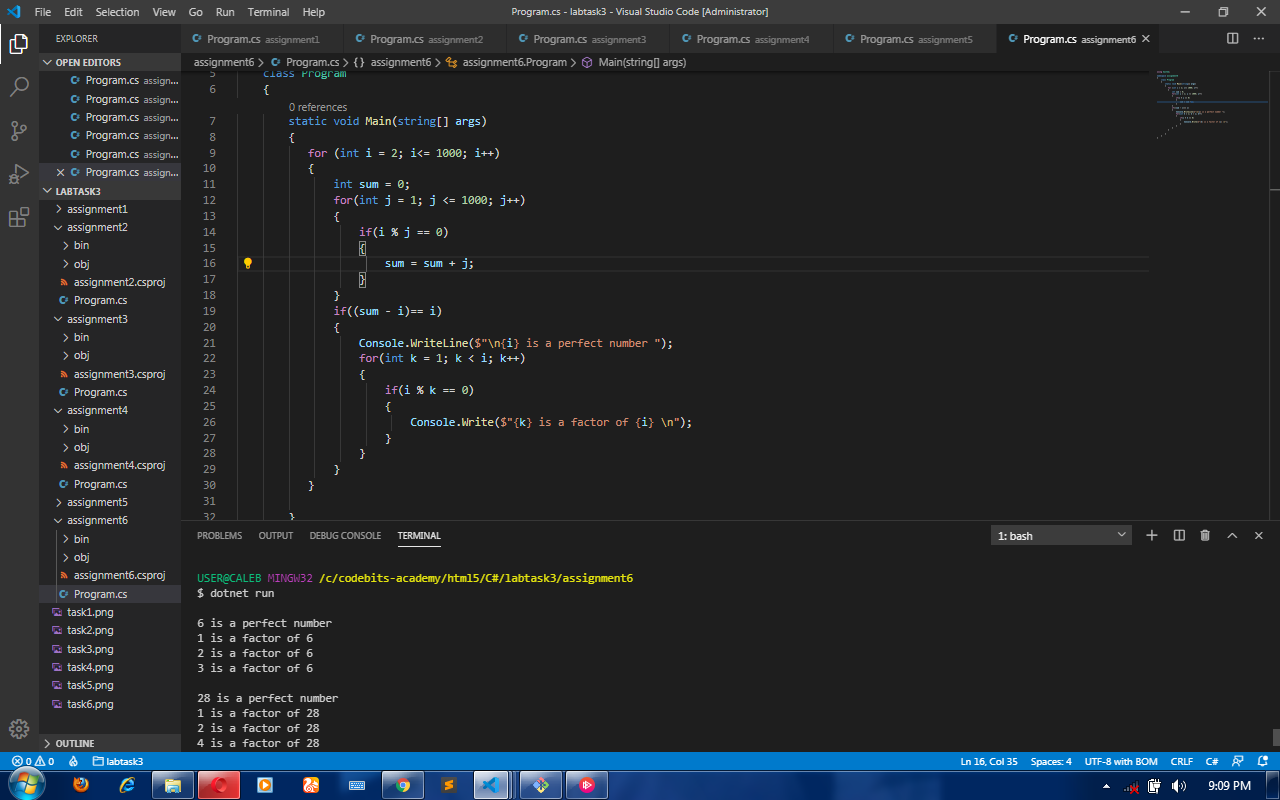 File Edit Selection View Go Run Terminal Help Program.cs - labtask3 - Visual Studio Code [Administrator]
EXPLORER
Program.cs assignment1 Program.cs assignment2 Program.cs assignment3 Program.cs assignment4 Program.cs assignment5 Program.cs assignment6
assignment6 > Program.cs > {} assignment6 > assignment6.Program > Main(string[] args)
OPEN EDITORS
Program.cs assign...
Program.cs assign...
Program.cs assign...
Program.cs assign...
Program.cs assign...
Program.cs assign...
LABTASK3
assignment1
assignment2
bin
obj
assignment2.csproj
Program.cs
assignment3
bin
obj
assignment3.csproj
Program.cs
assignment4
bin
obj
assignment4.csproj
Program.cs
assignment5
assignment6
bin
obj
assignment6.csproj
Program.cs
task1.png
task2.png
task3.png
task4.png
task5.png
task6.png
OUTLINE
5 class Program
6 {
0 references
7 static void Main(string[] args)
8 {
9 for (int i = 2; i<= 1000; i++)
10 {
11 int sum = 0;
12 for(int j = 1; j <= 1000; j++)
13 {
14 if(i % j == 0)
15 {
16 sum = sum + j;
17 }
18 }
19 if((sum - i)== i)
20 {
21 Console.WriteLine($"\n{i} is a perfect number ");
22 for(int k = 1; k < i; k++)
23 {
24 if(i % k == 0)
25 {
26 Console.Write($"{k} is a factor of {i} \n");
27 }
28 }
29 }
30 }
31
32 }
PROBLEMS OUTPUT DEBUG CONSOLE TERMINAL 1: bash
USER@CALEB MINGW32 /c/codebits-academy/html5/C#/labtask3/assignment6
$ dotnet run
6 is a perfect number
1 is a factor of 6
2 is a factor of 6
3 is a factor of 6
28 is a perfect number
1 is a factor of 28
2 is a factor of 28
4 is a factor of 28
0 0 labtask3 Ln 16, Col 35 Spaces: 4 UTF-8 with BOM CRLF C#
9:09 PM